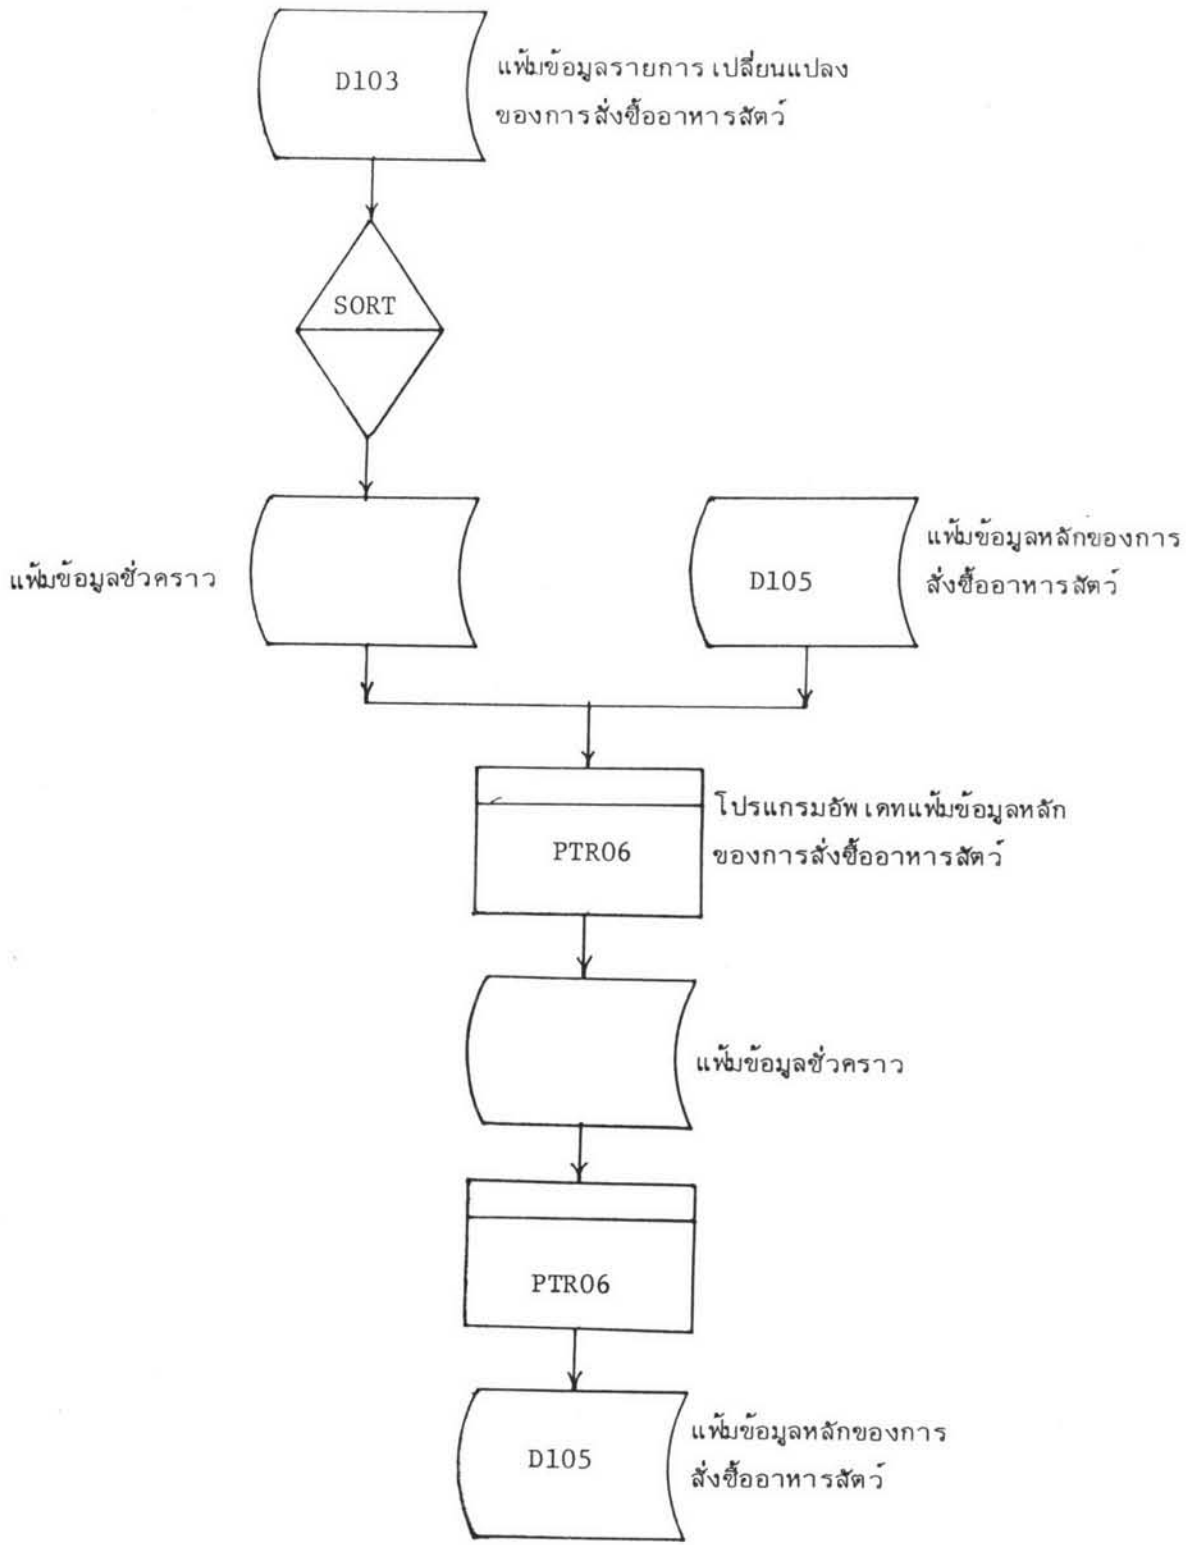 D103
แฟ้มข้อมูลรายการ เปลี่ยนแปลง
ของการสั่งซื้ออาหารสัตว์
SORT
แฟ้มข้อมูลชั่วคราว
D105
แฟ้มข้อมูลหลักของการ
สั่งซื้ออาหารสัตว์
PTR06
โปรแกรมอัพ เดทแฟ้มข้อมูลหลัก
ของการสั่งซื้ออาหารสัตว์
แฟ้มข้อมูลชั่วคราว
PTR06
D105
แฟ้มข้อมูลหลักของการ
สั่งซื้ออาหารสัตว์